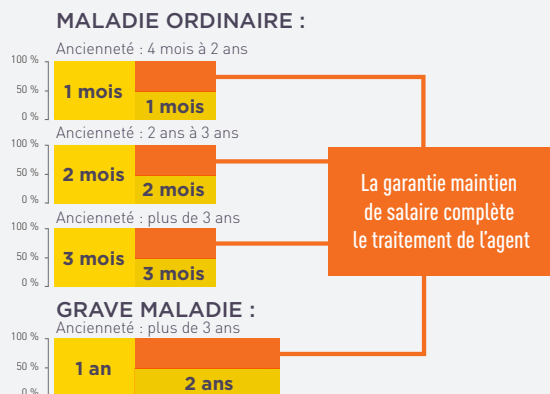 MALADIE ORDINAIRE :
Ancienneté : 4 mois à 2 ans
100 %
50 %
0 %
1 mois
1 mois
Ancienneté : 2 ans à 3 ans
100 %
50 %
0 %
2 mois
2 mois
Ancienneté : plus de 3 ans
100 %
50 %
0 %
3 mois
3 mois
La garantie maintien
de salaire complète
le traitement de l’agent
GRAVE MALADIE :
Ancienneté : plus de 3 ans
100 %
50 %
0 %
1 an
2 ans